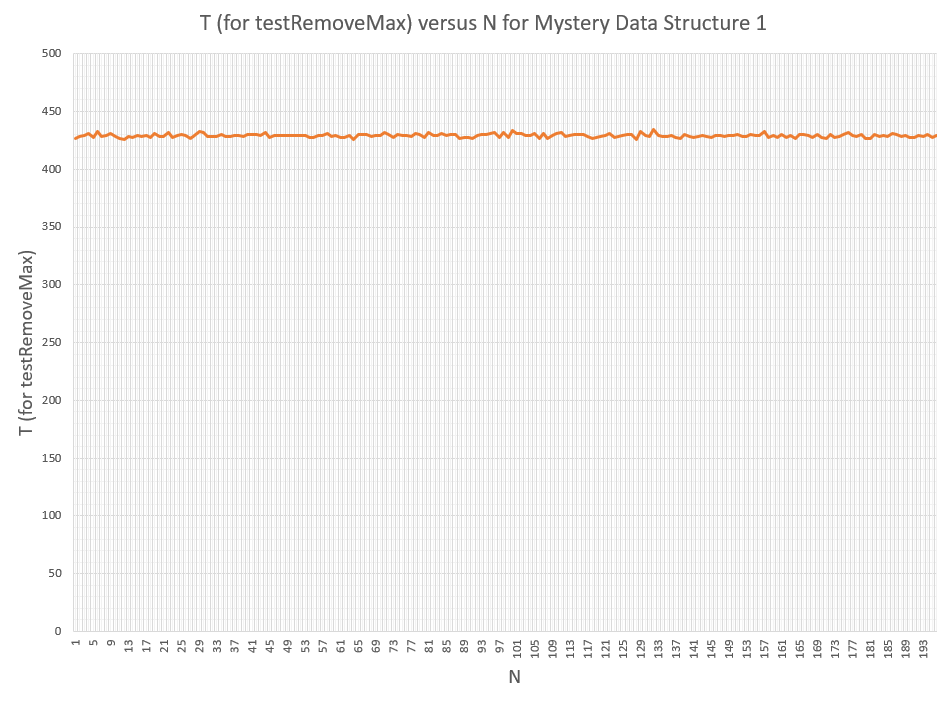 T (for testRemoveMax) versus N for Mystery Data Structure 1
500
450
400
350
300
250
200
150
100
50
0
T (for testRemoveMax)
1 5 9 13 17 21 25 29 33 37 41 45 49 53 57 61 65 69 73 77 81 85 89 93 97 101 105 109 113 117 121 125 129 133 137 141 145 149 153 157 161 165 169 173 177 181 185 189 193
N